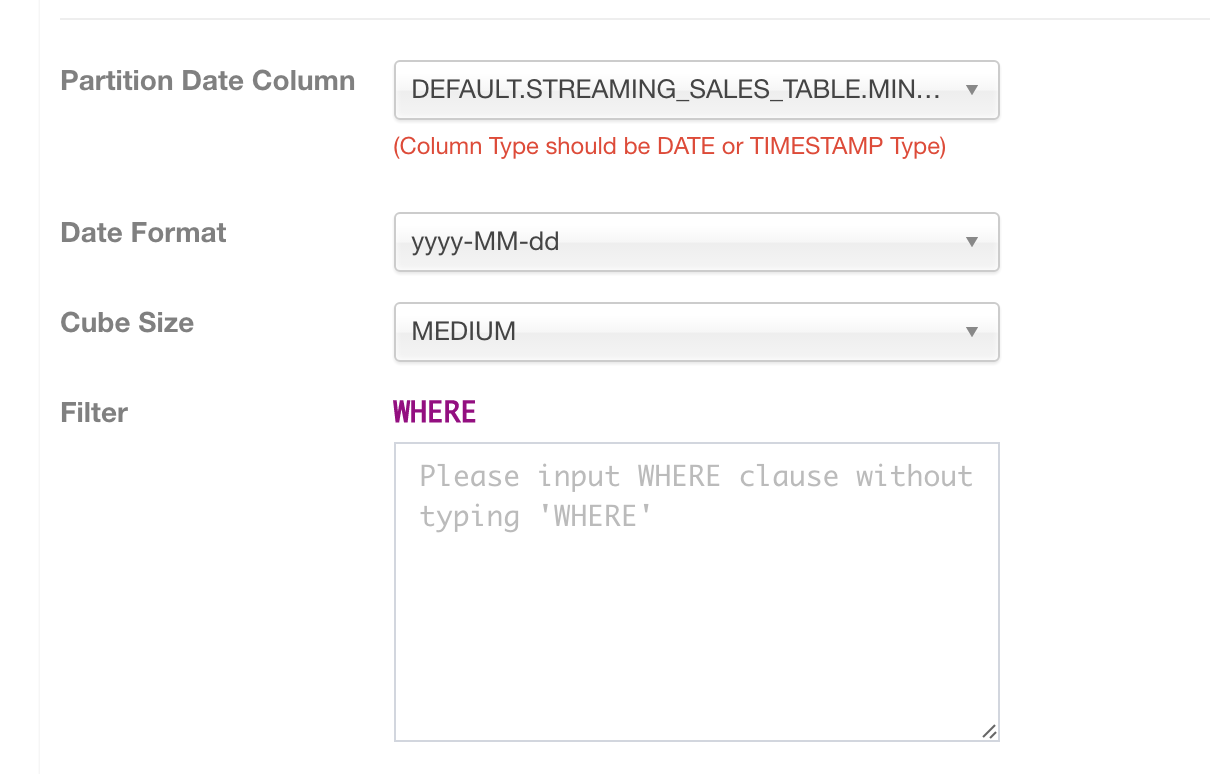 Partition Date Column
DEFAULT.STREAMING_SALES_TABLE.MIN...
(Column Type should be DATE or TIMESTAMP Type)
Date Format
yyyy-MM-dd
Cube Size
MEDIUM
Filter
WHERE
Please input WHERE clause without
typing 'WHERE'